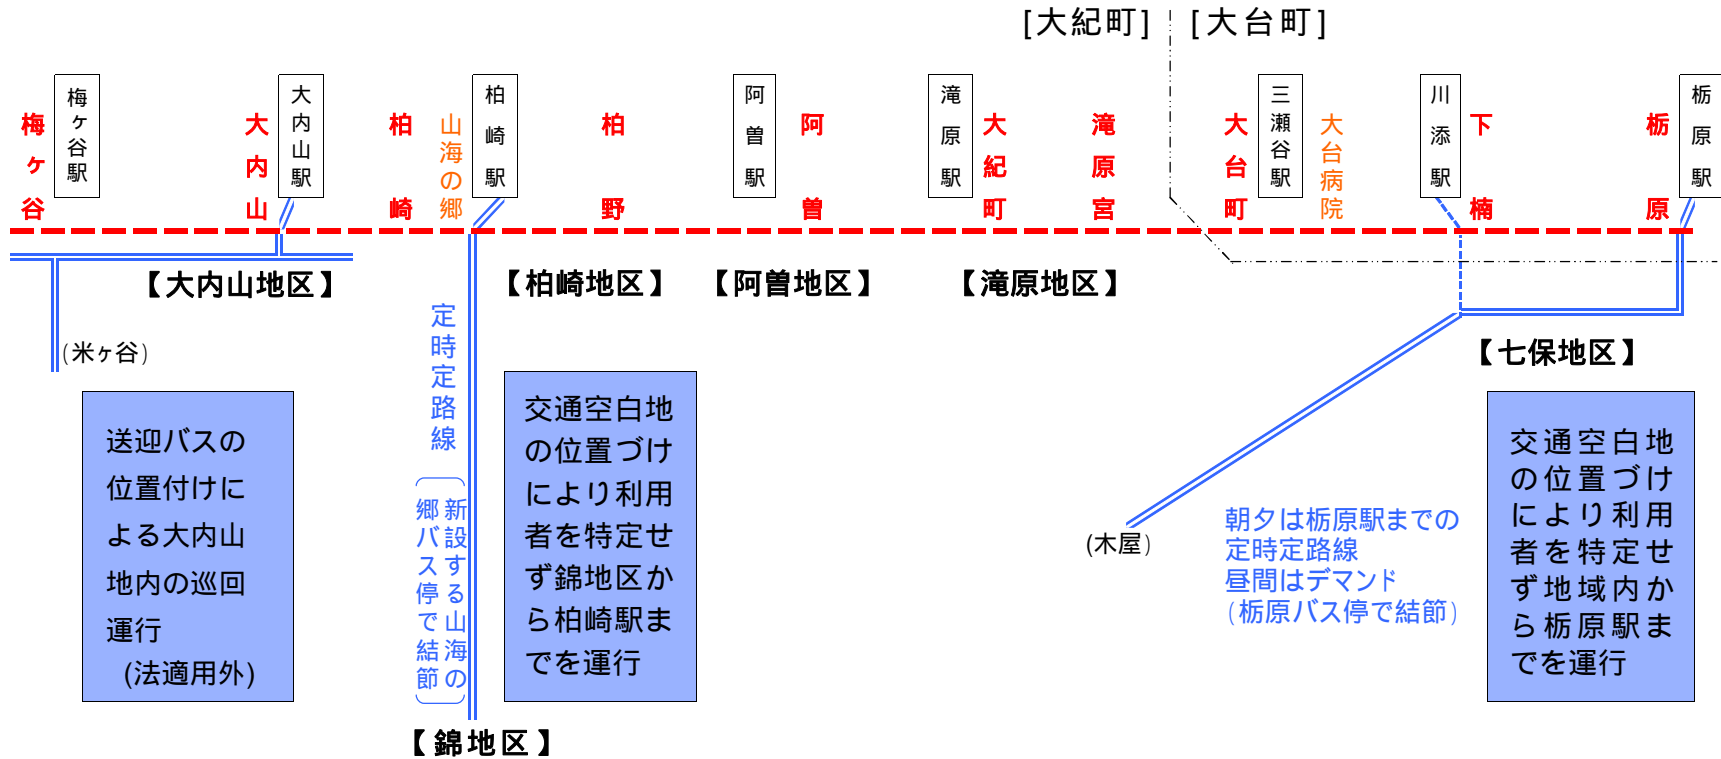 [大紀町]
[大台町]
梅ヶ谷
梅ヶ谷駅
大内山
大内山駅
柏崎
山海の郷
柏崎駅
柏野
阿曽駅
阿曽
滝原駅
大紀町
滝原宮
大台町
三瀬谷駅
大台病院
川添駅
下楠
栃原
栃原駅
【大内山地区】
【柏崎地区】
【阿曽地区】
【滝原地区】
(米ヶ谷)
送迎バスの
位置付けに
よる大内山
地内の巡回
運行
(法適用外)
定時定路線
新設する山海の
郷バス停で結節
交通空白地
の位置づけ
により利用
者を特定せ
ず錦地区か
ら柏崎駅ま
でを運行
【錦地区】
(木屋)
朝夕は栃原駅までの
定時定路線
昼間はデマンド
(栃原バス停で結節)
【七保地区】
交通空白地
の位置づけ
により利用
者を特定せ
ず地域内か
ら栃原駅ま
でを運行